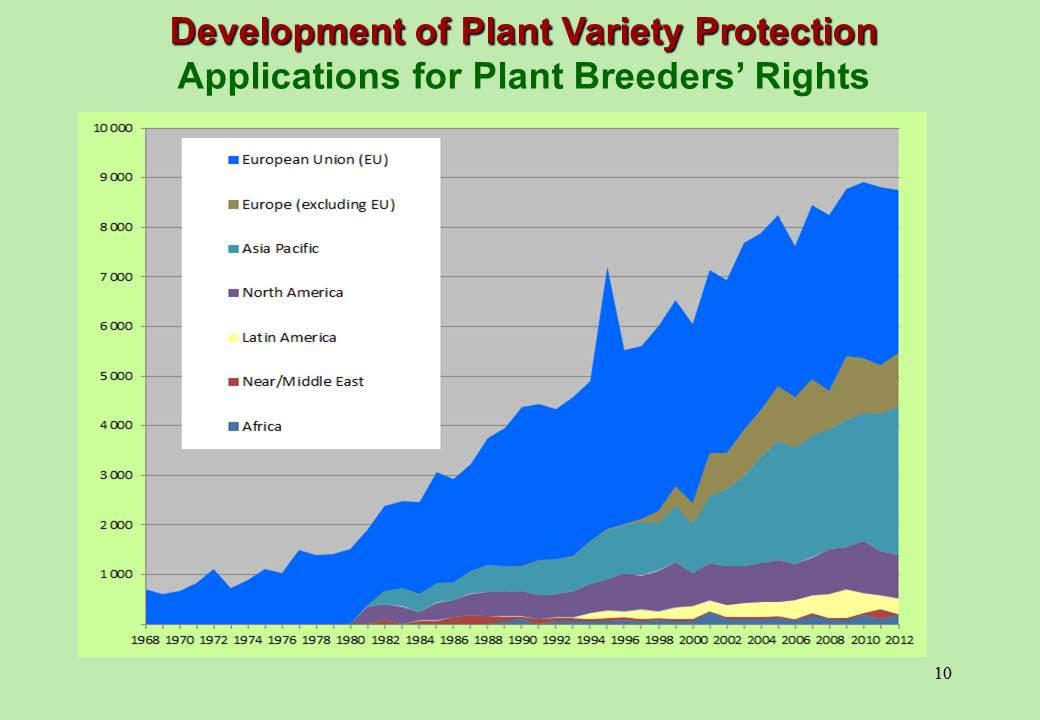 Development of Plant Variety Protection
Applications for Plant Breeders’ Rights
10 000
9 000
8 000
7 000
6 000
5 000
4 000
3 000
2 000
1 000
-
European Union (EU)
Europe (excluding EU)
Asia Pacific
North America
Latin America
Near/Middle East
Africa
1968 1970 1972 1974 1976 1978 1980 1982 1984 1986 1988 1990 1992 1994 1996 1998 2000 2002 2004 2006 2008 2010 2012
10